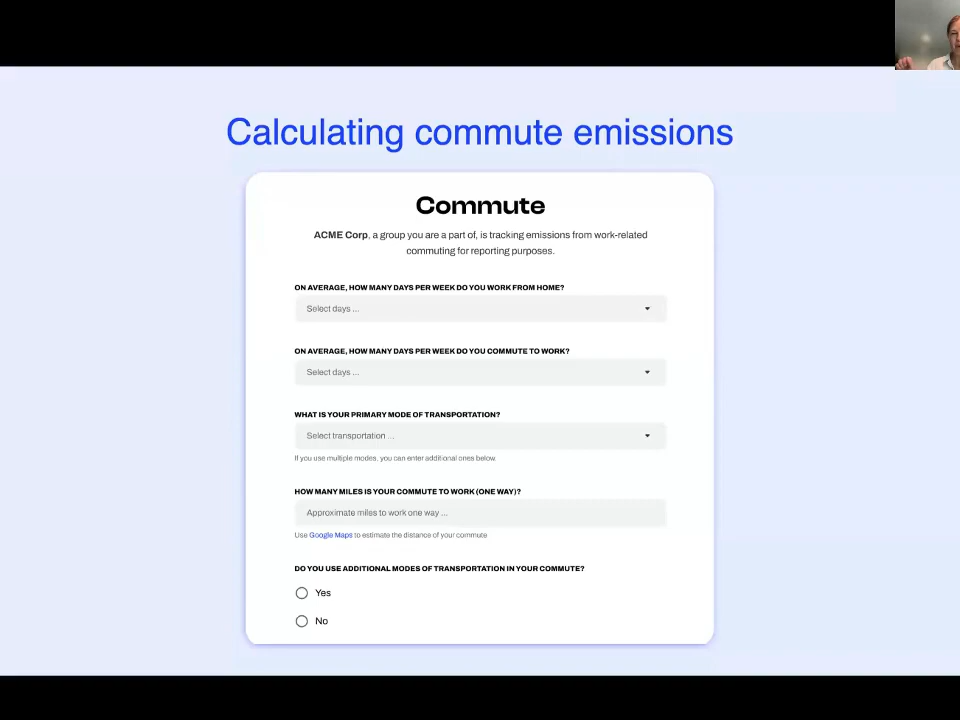 Calculating commute emissions
Commute
ACME Corp, a group you are a part of, is tracking emissions from work-related
commuting for reporting purposes.
ON AVERAGE, HOW MANY DAYS PER WEEK DO YOU WORK FROM HOME?
Select days ...
ON AVERAGE, HOW MANY DAYS PER WEEK DO YOU COMMUTE TO WORK?
Select days ...
WHAT IS YOUR PRIMARY MODE OF TRANSPORTATION?
Select transportation ...
If you use multiple modes, you can enter additional ones below.
HOW MANY MILES IS YOUR COMMUTE TO WORK (ONE WAY)?
Approximate miles to work one way ...
Use Google Maps to estimate the distance of your commute
DO YOU USE ADDITIONAL MODES OF TRANSPORTATION IN YOUR COMMUTE?
Yes
No